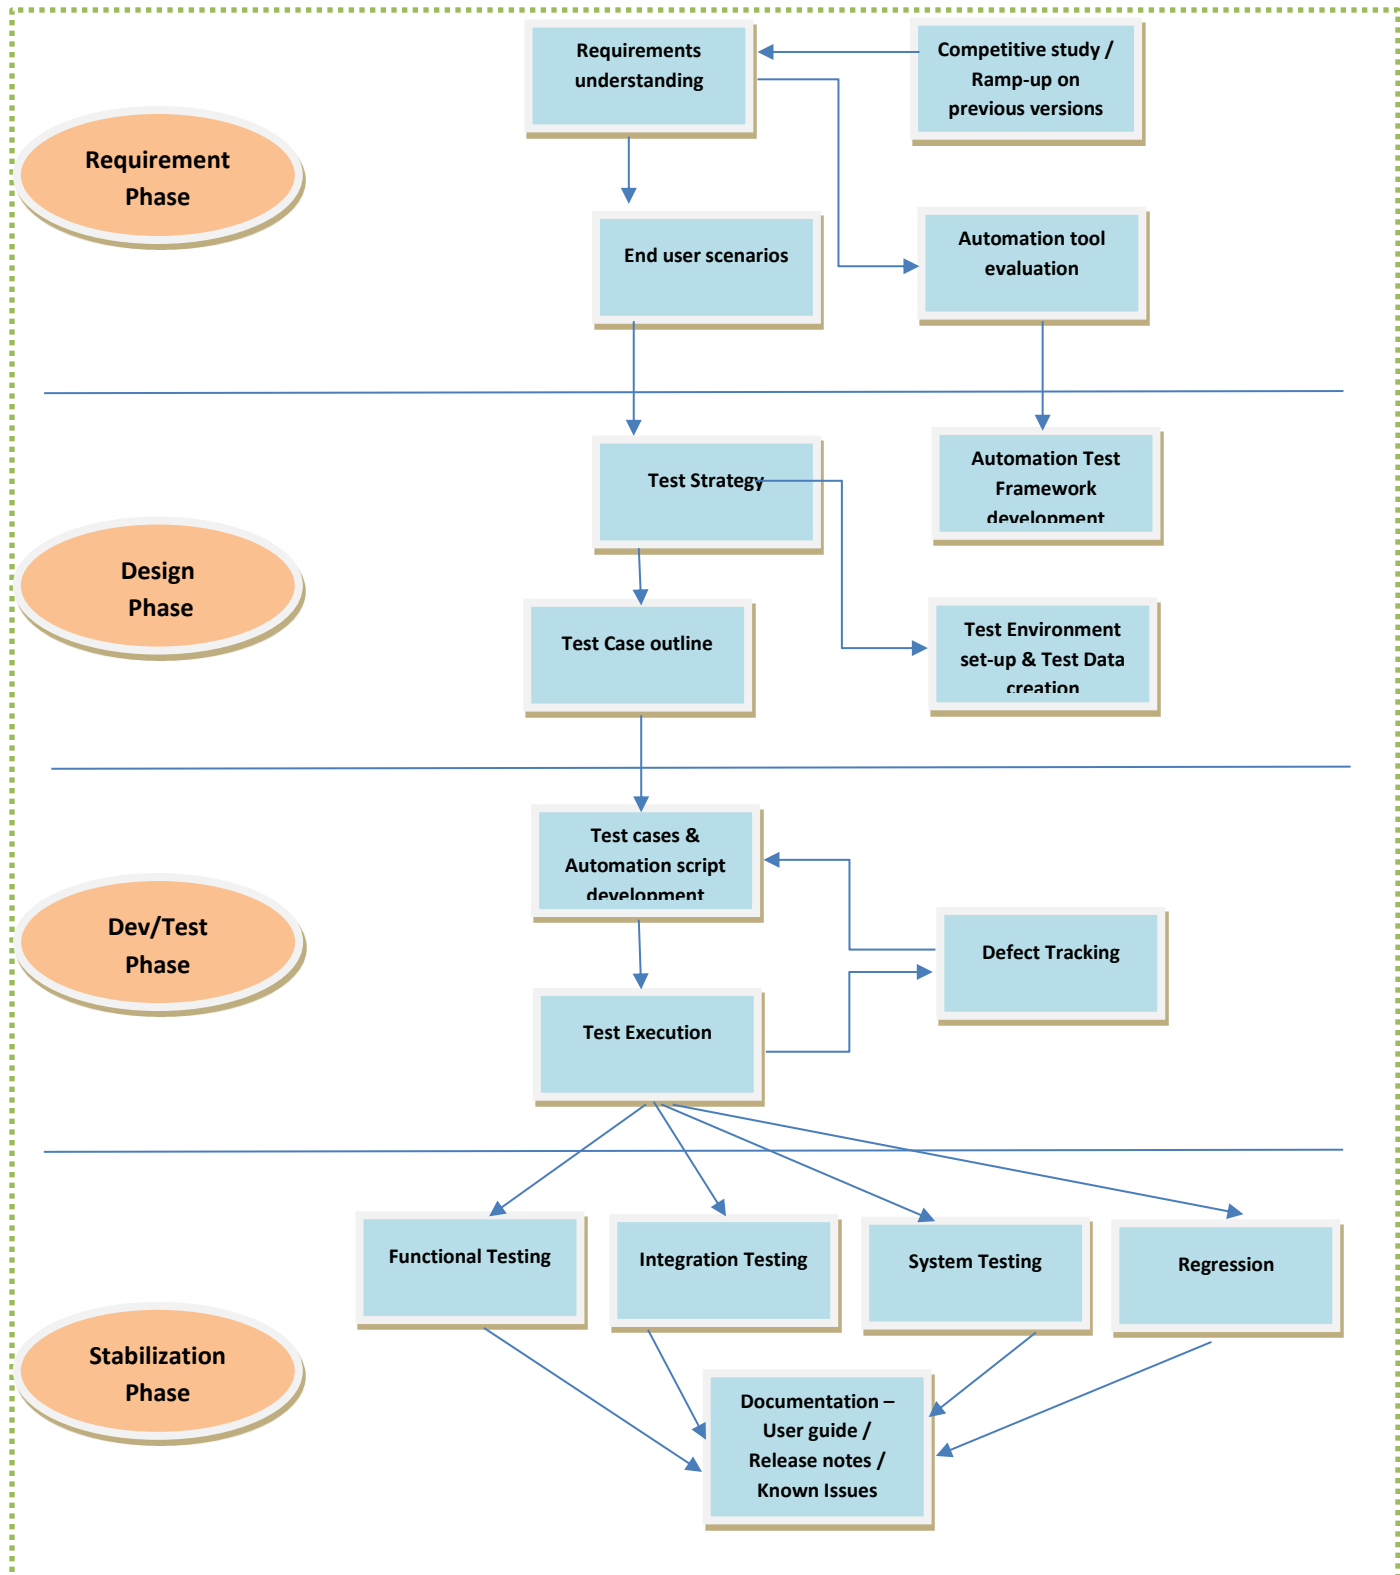 Requirements
understanding
Competitive study /
Ramp-up on
previous versions
Requirement
Phase
End user scenarios
Automation tool
evaluation
Test Strategy
Automation Test
Framework
development
Design
Phase
Test Case outline
Test Environment
set-up & Test Data
creation
Test cases &
Automation script
development
Dev/Test
Phase
Defect Tracking
Test Execution
Functional Testing
Integration Testing
System Testing
Regression
Stabilization
Phase
Documentation –
User guide /
Release notes /
Known Issues